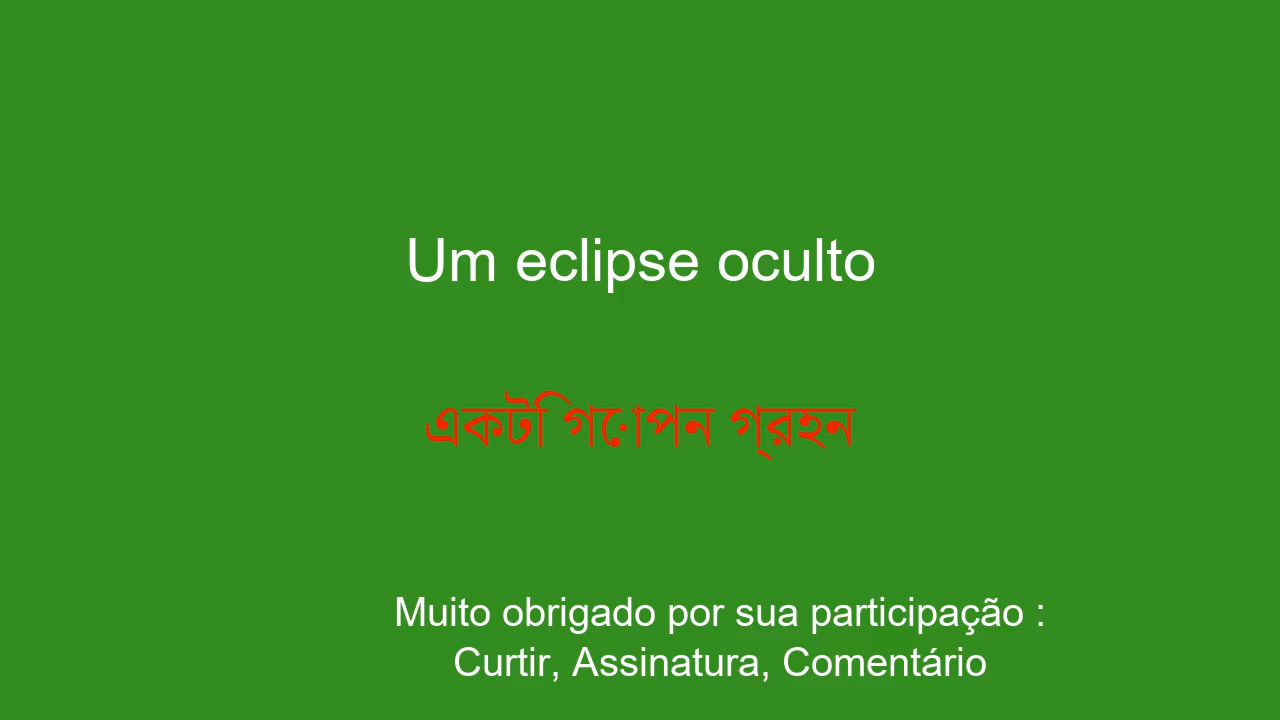 Um eclipse oculto
একটি গোপন গ্রহন
Muito obrigado por sua participação :
Curtir, Assinatura, Comentário